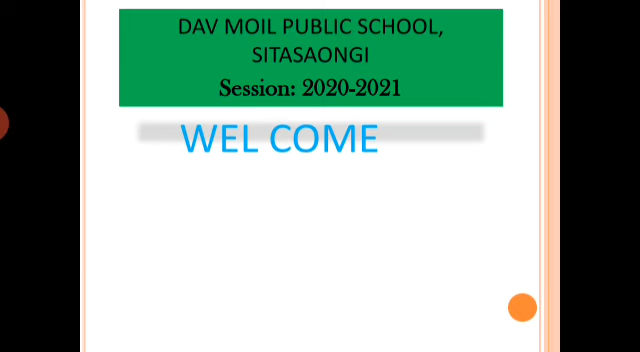 DAV MOIL PUBLIC SCHOOL,
SITASAONGI
Session: 2020-2021
WEL COME